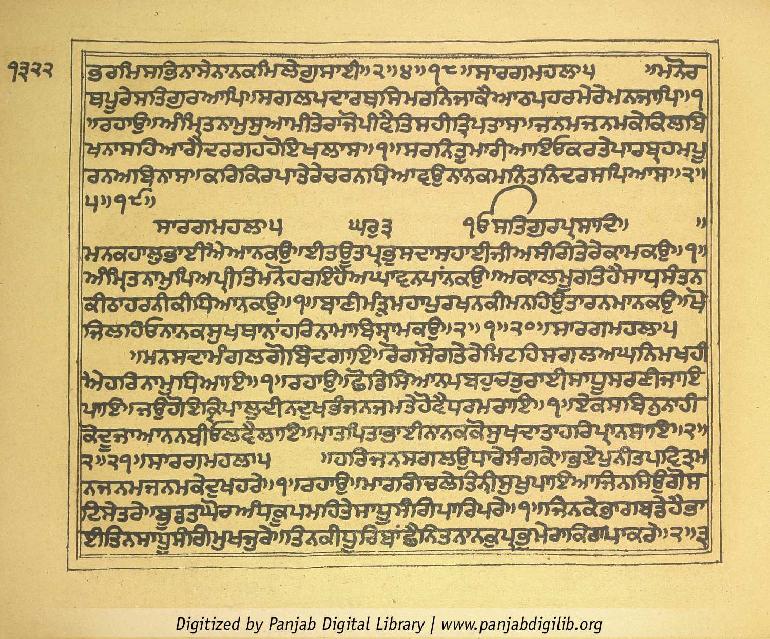 ੧੩੨੨
ਭਰਮਿਸਾਭਿਨਾਸੇਨਾਨਕਮਿਲੇਗੁਸਾਈ॥੨॥੪॥੧੮॥ਸਾਰਗਮਹਲਾ੫ ॥ਮਨੋਰ
ਥਪੂਰੇਸਤਿਗੁਰਆਪਿ॥ਸਗਲਪਦਾਰਥਸਿਮਰਨਿਜਾਕੈਆਠਪਹਰਮੇਰੇਮਨਜਾਪਿ॥੧
॥ਰਹਾਉ॥ਅੰਮ੍ਰਿਤਨਾਮੁਸੁਆਮੀਤੇਰਾਜੋਪੀਵੈਤਿਸਹੀਤ੍ਰਿਪਤਾਸ॥ਜਨਮਜਨਮਕੇਕਿਲਬਿ
ਖਨਾਸਹਿਆਗੈਦਰਗਹਹੋਇਖਲਾਸ॥੧॥ਸਰਨਿਤੁਮਾਰੀਆਇਓਕਰਤੇਪਾਰਬ੍ਰਹਮਪੂ
ਰਨਅਬਿਨਾਸ॥ਕਰਿਕਿਰਪਾਤੇਰੇਚਰਨਧਿਆਵਉਨਾਨਕਮਨਿਤਨਿਦਰਸਪਿਆਸ॥੨॥
੫॥੧੯॥
ਸਾਰਗਮਹਲਾ੫ ਘਰੁ੩ ੴਸਤਿਗੁਰਪ੍ਰਸਾਦਿ॥ ॥
ਮਨਕਹਾਲੁਭਾਈਐਆਨਕਉ॥ਈਤਊਤਪ੍ਰਭੁਸਦਾਸਹਾਈਜੀਅਸੰਗਿਤੇਰੇਕਾਮਕਉ॥੧॥
ਅੰਮ੍ਰਿਤਨਾਮੁਪ੍ਰਿਅਪ੍ਰੀਤਿਮਨੋਹਰਇਹੈਅਘਾਵਨਪਾਂਨਕਉ॥ਅਕਾਲਮੂਰਤਿਹੈਸਾਧਸੰਤਨ
ਕੀਠਾਹਰਨੀਕੀਧਿਆਨਕਉ॥੧॥ਬਾਣੀਮੰਤ੍ਰੁਮਹਾਪੁਰਖਨਕੀਮਨਹਿਉਤਾਰਨਮਾਂਨਕਉ॥ਖੋ
ਜਿਲਹਿਓਨਾਨਕਸੁਖਥਾਨਾਂਹਰਿਨਾਮਾਬਿਸ੍ਰਾਮਕਉ॥੨॥੧॥੨੦॥ਸਾਰਗਮਹਲਾ੫
॥ਮਨਸਦਾਮੰਗਲਗੋਬਿੰਦਗਾਇ॥ਰੋਗਸੋਗਤੇਰੇਮਿਟਹਿਸਗਲਅਘਨਿਮਖਹੀ
ਐਹਰਿਨਾਮੁਧਿਆਇ॥੧॥ਰਹਾਉ॥ਛੋਡਿਸਿਆਨਪਬਹੁਚਤੁਰਾਈਸਾਧੂਸਰਣੀਜਾਇ
ਪਾਇ॥ਜਉਹੋਇਕ੍ਰਿਪਾਲੁਦੀਨਦੁਖਭੰਜਨਜਮਤੇਹੋਵੈਧਰਮਰਾਇ॥੧॥ਏਕਸਬਿਨੁਨਾਹੀ
ਕੋਦੂਜਾਆਨਨਬੀਓਲਵੈਲਾਇ॥ਮਾਤਪਿਤਾਭਾਈਨਾਨਕਕੋਸੁਖਦਾਤਾਹਰਿਪ੍ਰਾਨਸਾਇ॥੨॥
੨॥੨੧॥ਸਾਰਗਮਹਲਾ੫ ॥ਹਰਿਜਨਸਗਲਉਧਾਰੇਸੰਗਕੇ॥ਭਏਪੁਨੀਤਪਵਿਤ੍ਰਮ
ਨਜਨਮਜਨਮਕੇਦੁਖਹਰੇ॥੧॥ਰਹਾਉ॥ਮਾਰਗਿਚਲੇਤਿਨੀਸੁਖੁਪਾਇਆਜਿਨਸਿਉਗੋਸ
ਟਿਸੇਤਰੇ॥ਬੂਡਤਘੋਰਅੰਧਕੂਪਮਹਿਤੇਸਾਧੂਸੰਗਿਪਾਰਿਪਰੇ॥੧॥ਜਿਨਕੇਭਾਗਬਡੇਹੈਭਾ
ਈਤਿਨਸਾਧੂਸੰਗਿਮੁਖਜੁਰੇ॥ਤਿਨਕੀਧੂਰਿਬਾਂਛੈਨਿਤਨਾਨਕੁਪ੍ਰਭੁਮੇਰਾਕਿਰਪਾਕਰੇ॥੨॥੩
Digitized by Panjab Digital Library | www.panjabdigilib.org